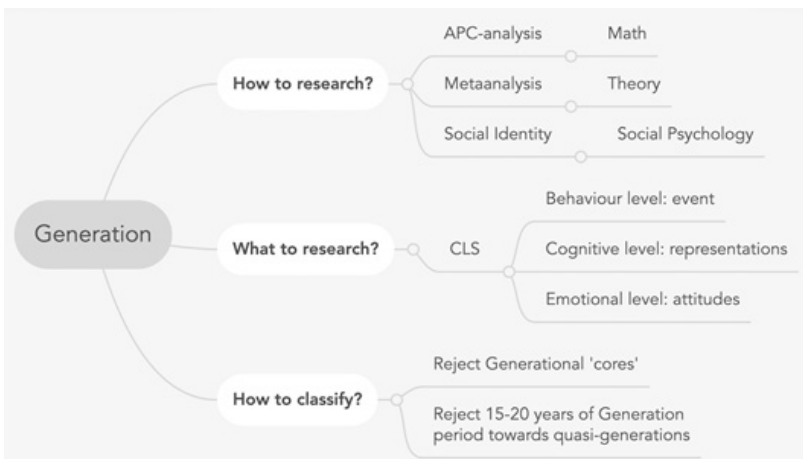 APC-analysis
Math
How to research?
Metaanalysis
Theory
Social Identity
Social Psychology
Generation
What to research?
CLS
Behaviour level: event
Cognitive level: representations
Emotional level: attitudes
How to classify?
Reject Generational 'cores'
Reject 15-20 years of Generation
period towards quasi-generations